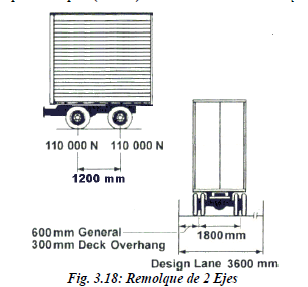 110 000 N 110 000 N
1200 mm
600mm General
300mm Deck Overhang
1800mm
Design Lane 3600 mm
Fig. 3.18: Remolque de 2 Ejes